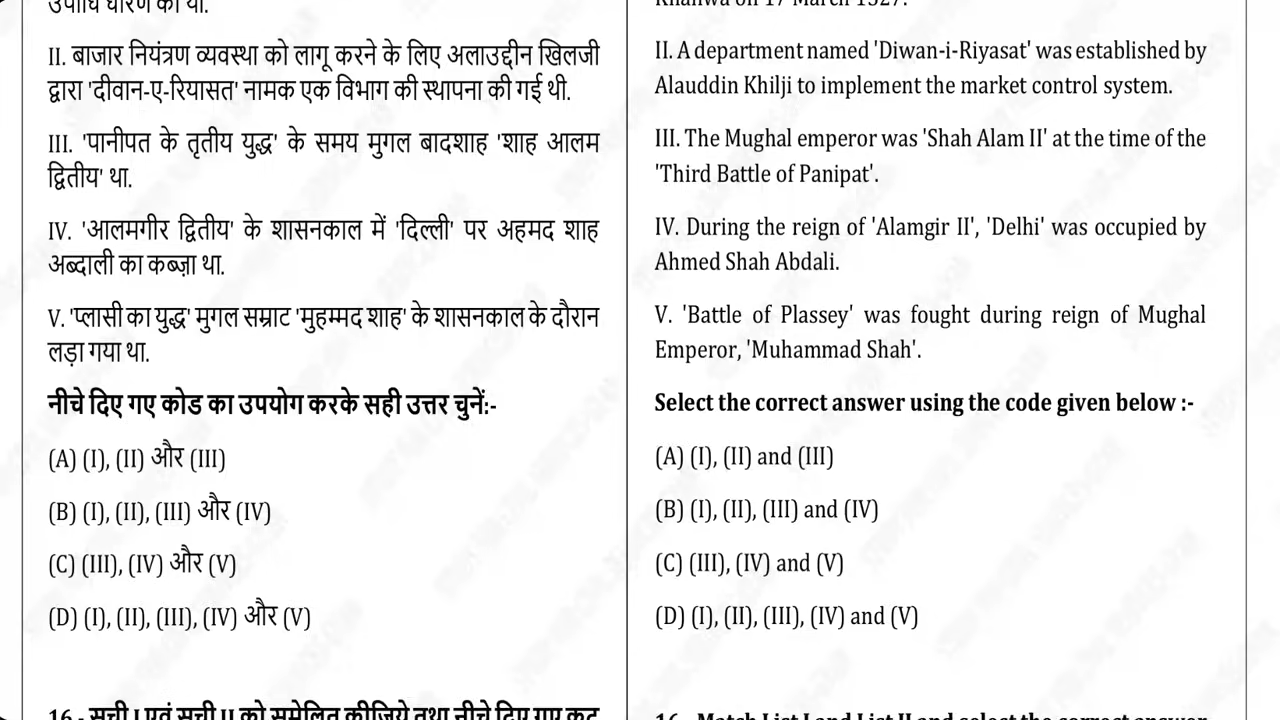 उपाधि धारण की थी.
II. बाजार नियंत्रण व्यवस्था को लागू करने के लिए अलाउद्दीन खिलजी
द्वारा 'दीवान-ए-रियासत' नामक एक विभाग की स्थापना की गई थी.
III. 'पानीपत के तृतीय युद्ध' के समय मुगल बादशाह 'शाह आलम
द्वितीय' था.
IV. 'आलमगीर द्वितीय' के शासनकाल में 'दिल्ली' पर अहमद शाह
अब्दाली का कब्ज़ा था.
V. 'प्लासी का युद्ध' मुगल सम्राट 'मुहम्मद शाह' के शासनकाल के दौरान
लड़ा गया था.
नीचे दिए गए कोड का उपयोग करके सही उत्तर चुनें:-
(A) (I), (II) और (III)
(B) (I), (II), (III) और (IV)
(C) (III), (IV) और (V)
(D) (I), (II), (III), (IV) और (V)
16 - सूची I एवं सूची II को सुमेलित कीजिये तथा नीचे दिए गए कूट
Khanwa on 17 March 1527.
II. A department named 'Diwan-i-Riyasat' was established by
Alauddin Khilji to implement the market control system.
III. The Mughal emperor was 'Shah Alam II' at the time of the
'Third Battle of Panipat'.
IV. During the reign of 'Alamgir II', 'Delhi' was occupied by
Ahmed Shah Abdali.
V. 'Battle of Plassey' was fought during reign of Mughal
Emperor, 'Muhammad Shah'.
Select the correct answer using the code given below :-
(A) (I), (II) and (III)
(B) (I), (II), (III) and (IV)
(C) (III), (IV) and (V)
(D) (I), (II), (III), (IV) and (V)
16 - Match List I and List II and select the correct answer